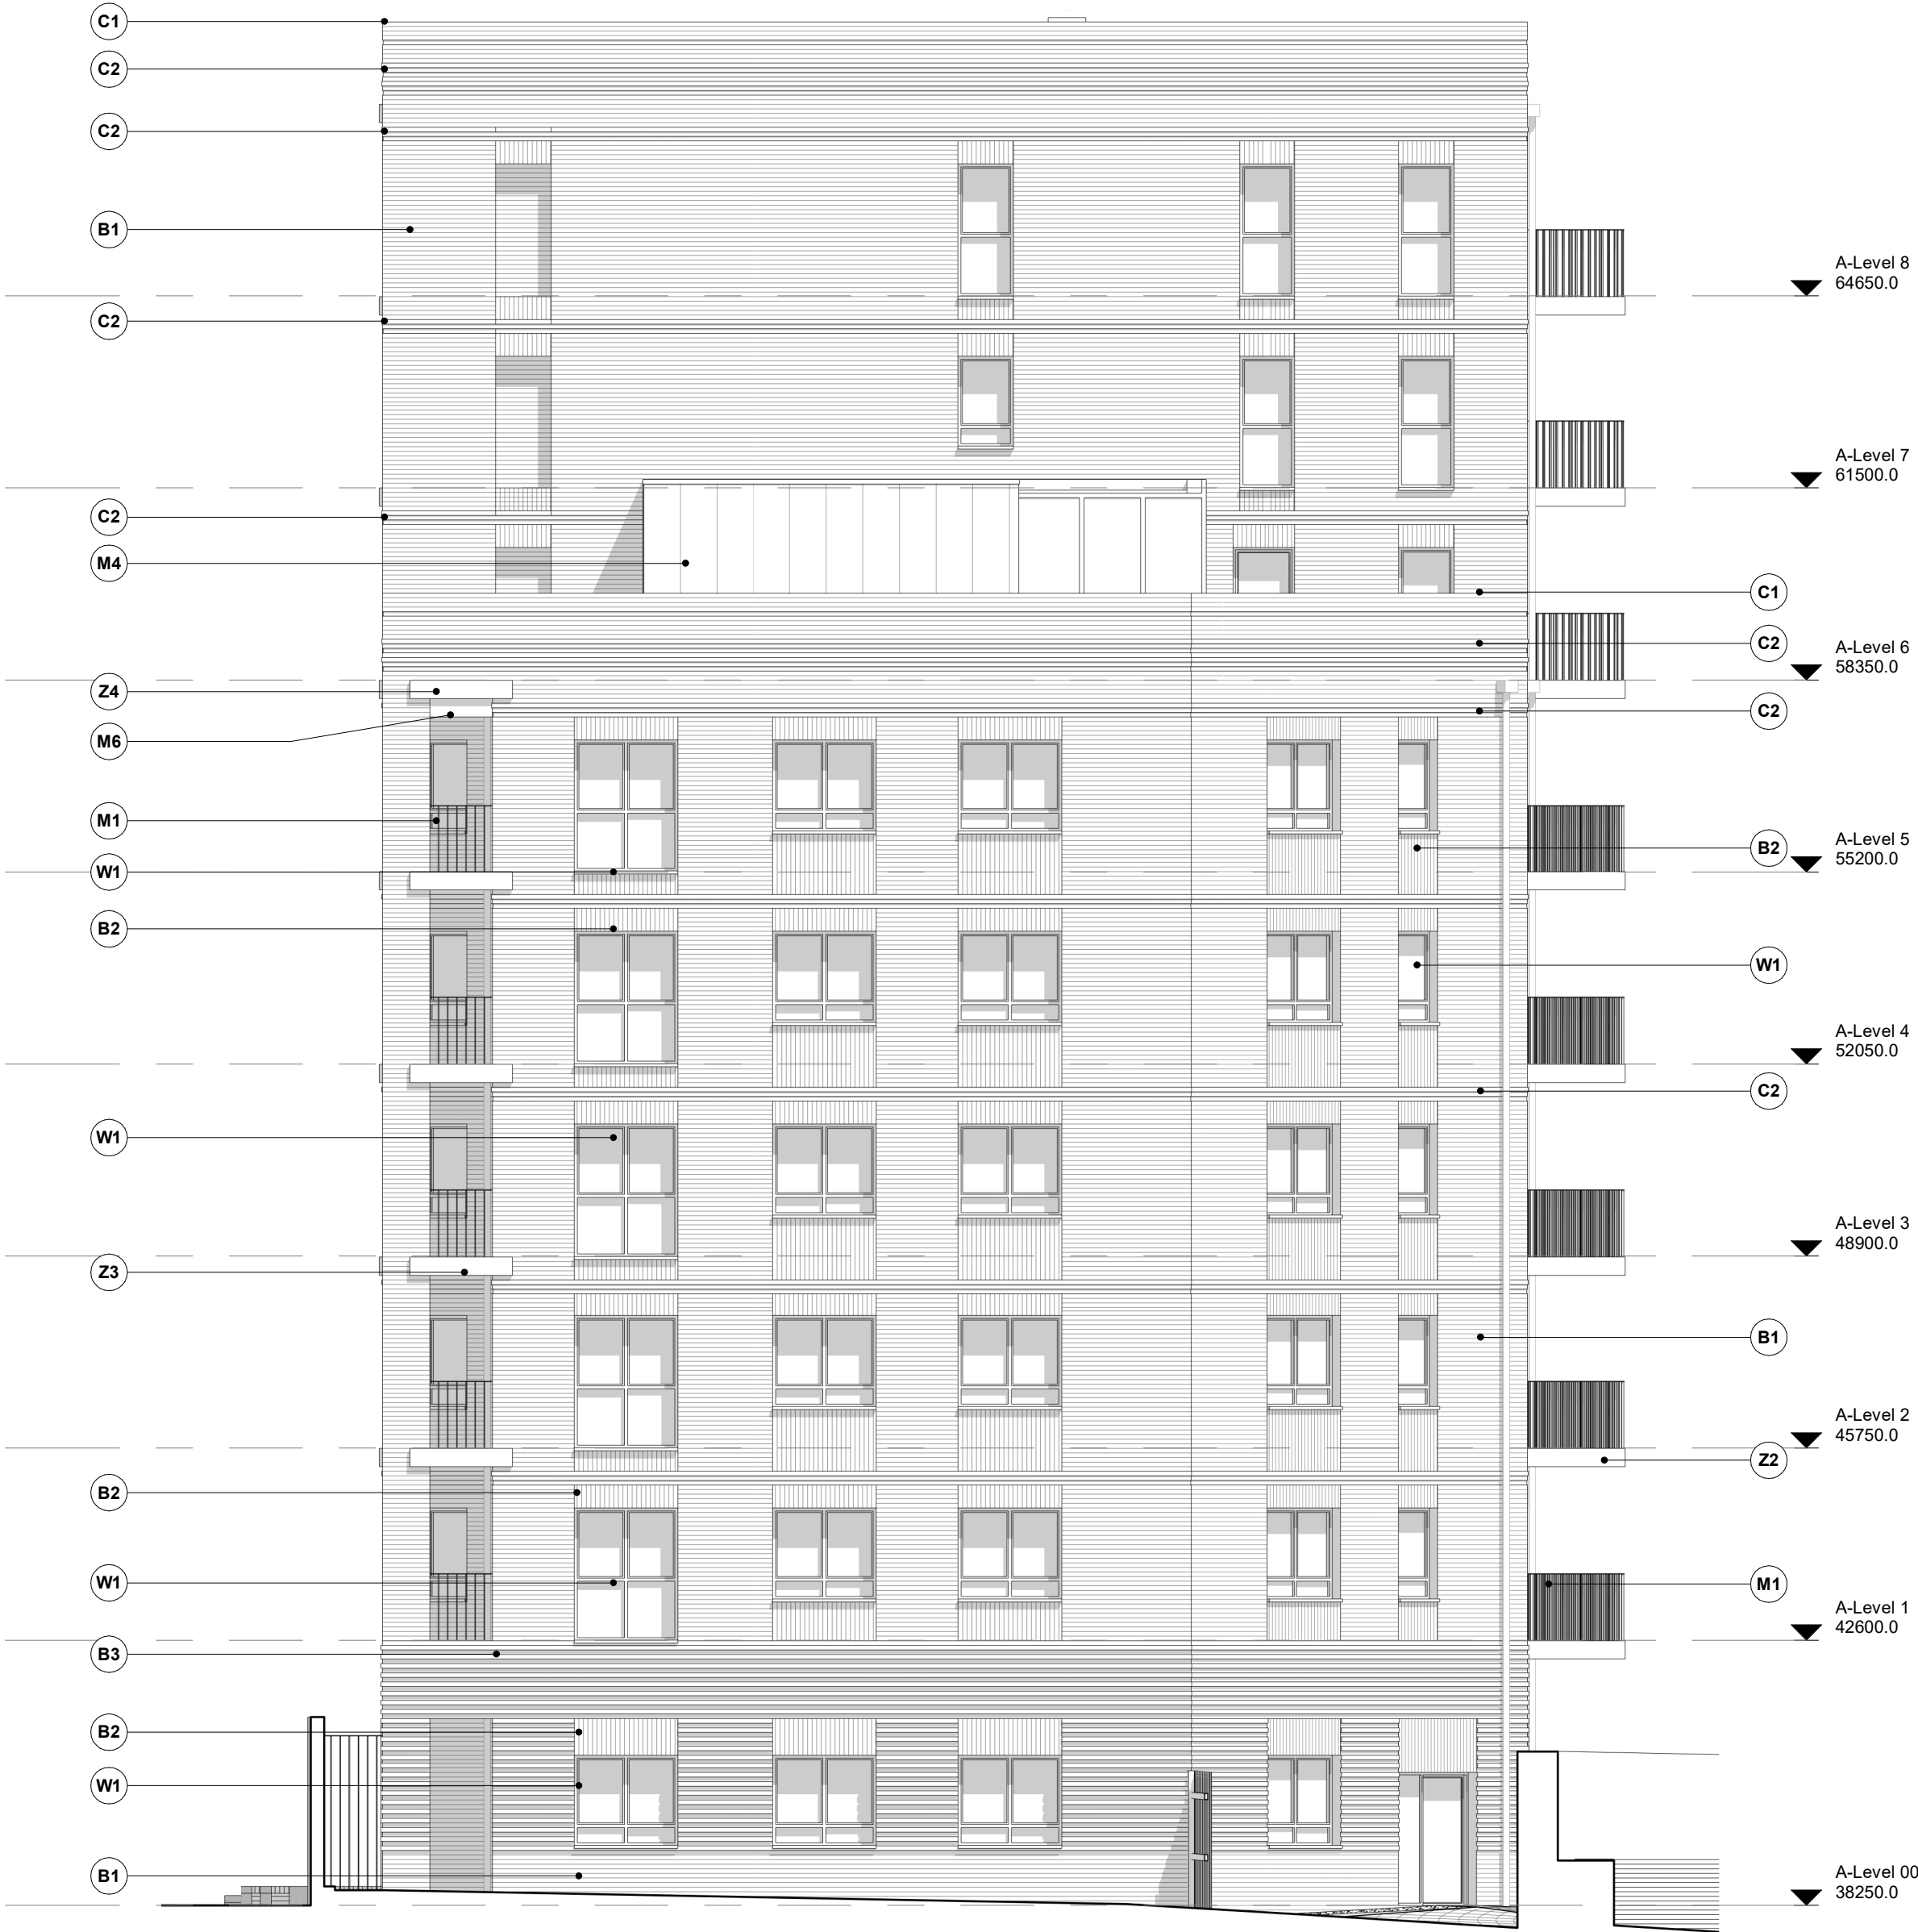 C1
C2
C2
B1
A-Level 8
64650.0
C2
A-Level 7
61500.0
C2
M4
C1
C2
A-Level 6
58350.0
Z4
C2
M6
M1
A-Level 5
55200.0
B2
W1
B2
W1
A-Level 4
52050.0
C2
W1
A-Level 3
48900.0
Z3
B1
A-Level 2
45750.0
Z2
B2
W1
M1
A-Level 1
42600.0
B3
B2
W1
B1
A-Level 00
38250.0